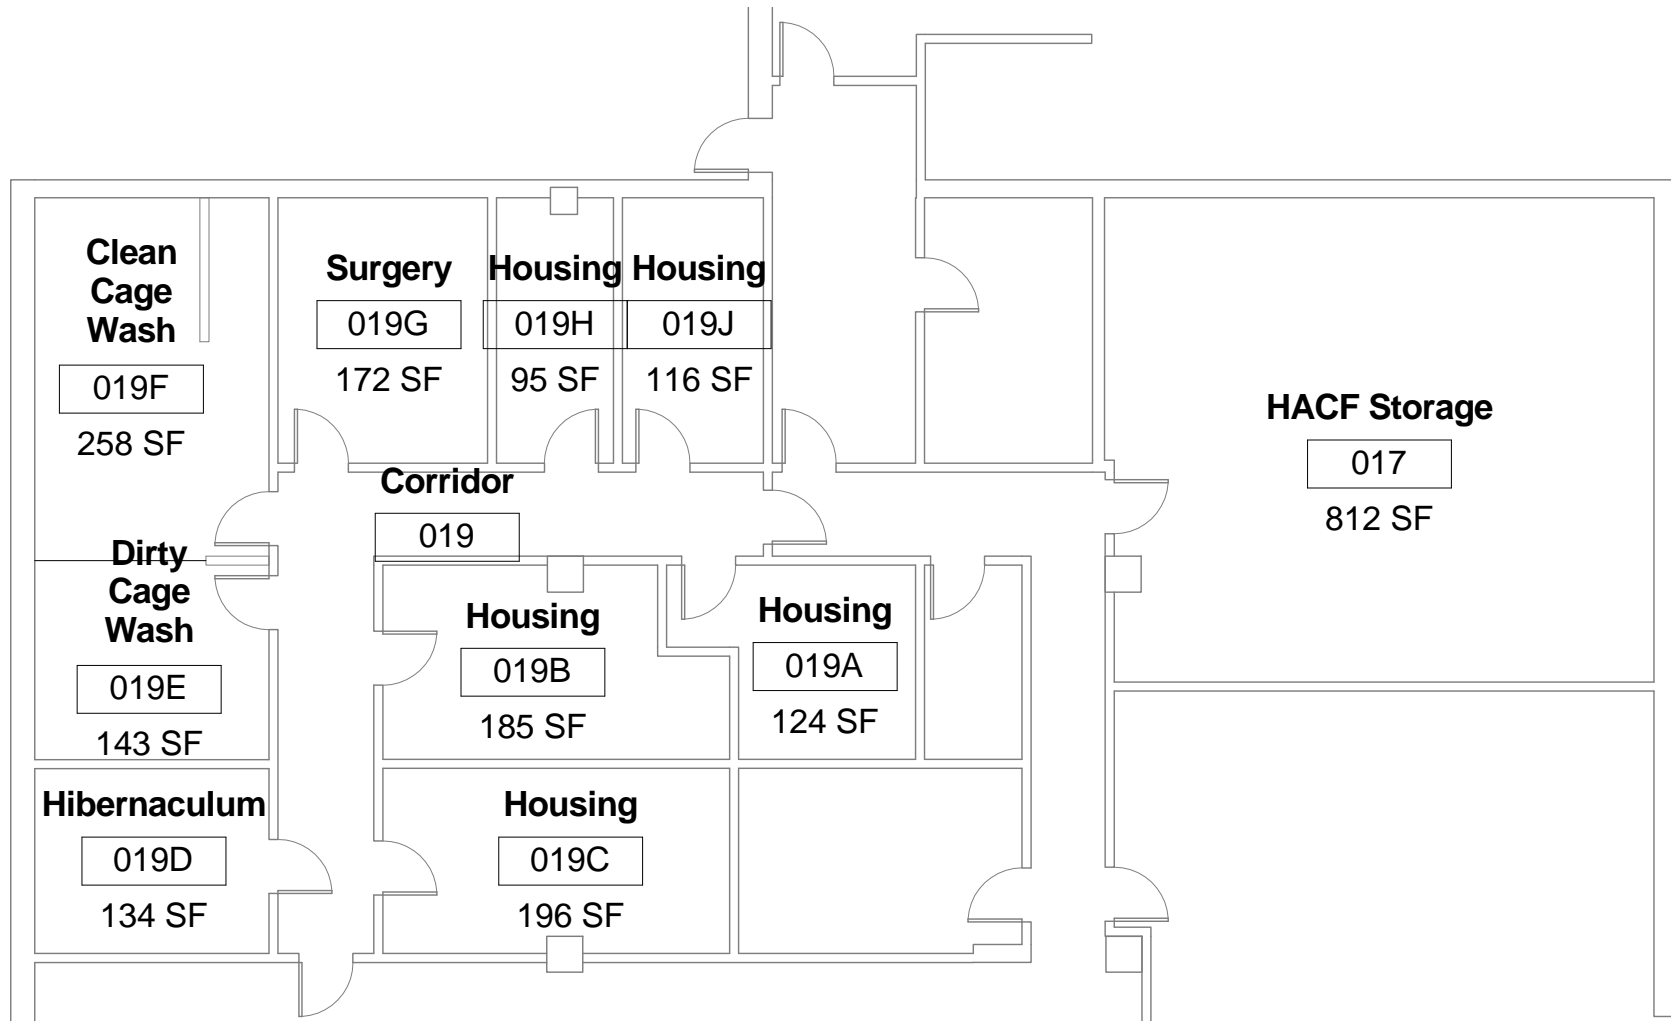 Clean
Cage
Wash
019F
258 SF
Surgery
019G
172 SF
Housing
019H
95 SF
Housing
019J
116 SF
HACF Storage
017
812 SF
Corridor
019
Dirty
Cage
Wash
019E
143 SF
Housing
019B
185 SF
Housing
019A
124 SF
Hibernaculum
019D
134 SF
Housing
019C
196 SF